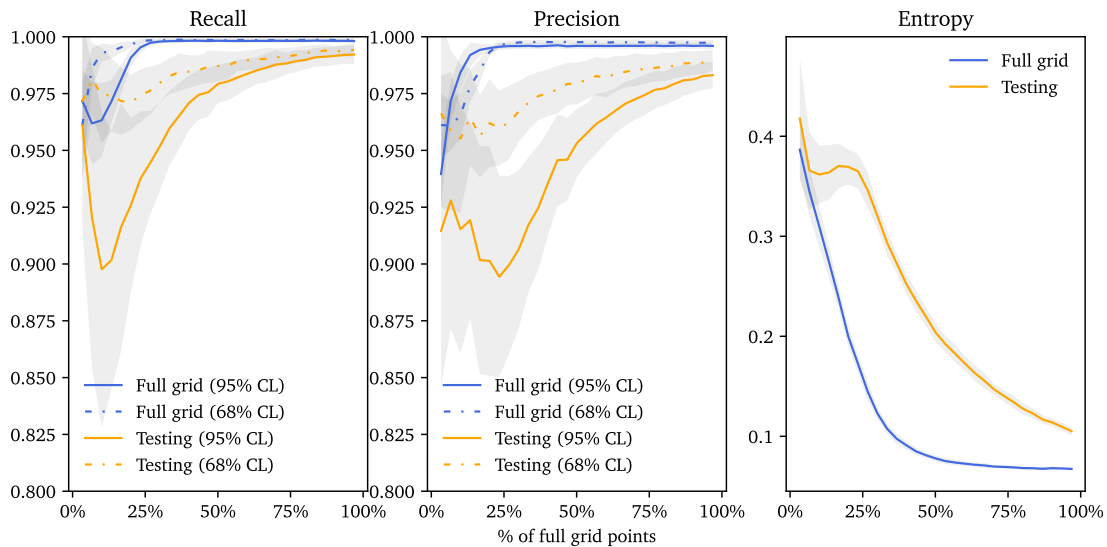 Recall
1.000
0.975
0.950
0.925
0.900
0.875
0.850
0.825
0.800
Full grid (95% CL)
Full grid (68% CL)
Testing (95% CL)
Testing (68% CL)
0%
25%
50%
75%
100%
Precision
1.000
0.975
0.950
0.925
0.900
0.875
0.850
0.825
0.800
Full grid (95% CL)
Full grid (68% CL)
Testing (95% CL)
Testing (68% CL)
0%
25%
50%
75%
100%
% of full grid points
Entropy
Full grid
Testing
0.4
0.3
0.2
0.1
0%
25%
50%
75%
100%